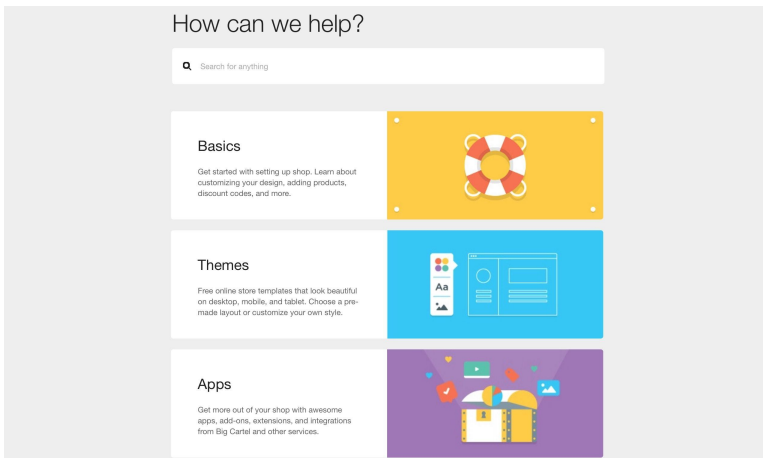 How can we help?
Search for anything
Basics
Get started with setting up shop. Learn about
customizing your design, adding products,
discount codes, and more.
Themes
Free online store templates that look beautiful
on desktop, mobile, and tablet. Choose a pre-
made layout or customize your own style.
Aa
Apps
Get more out of your shop with awesome
apps, add-ons, extensions, and integrations
from Big Cartel and other services.